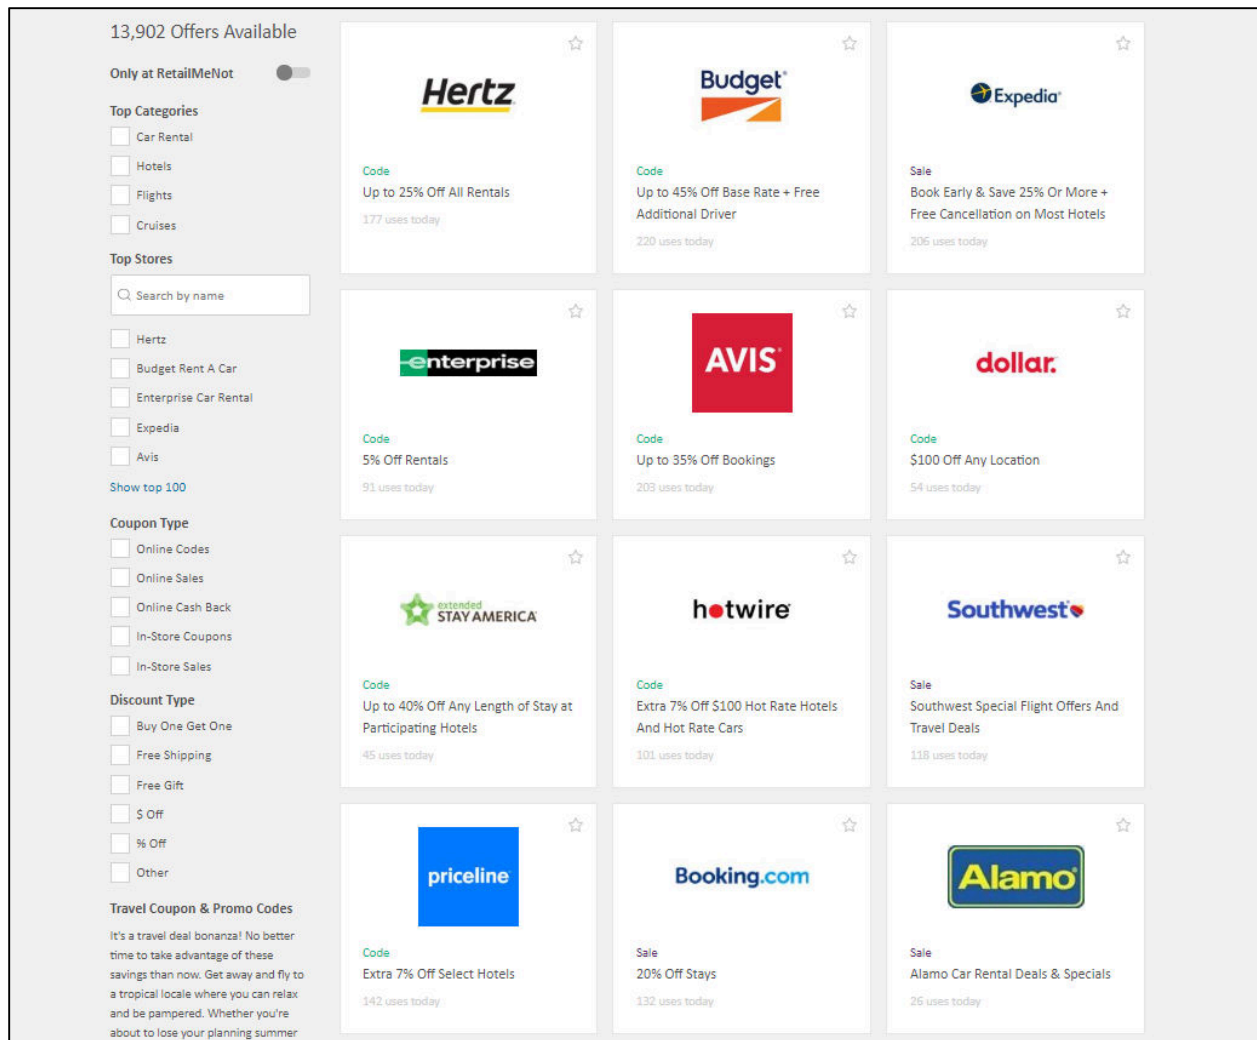 13,902 Offers Available
Only at RetailMeNot
Top Categories
Car Rental
Hotels
Flights
Cruises
Top Stores
Search by name
Hertz
Budget Rent A Car
Enterprise Car Rental
Expedia
Avis
Show top 100
Coupon Type
Online Codes
Online Sales
Online Cash Back
In-Store Coupons
In-Store Sales
Discount Type
Buy One Get One
Free Shipping
Free Gift
$ Off
% Off
Other
Travel Coupon & Promo Codes
It's a travel deal bonanza! No better
time to take advantage of these
savings than now. Get away and fly to
a tropical locale where you can relax
and be pampered. Whether you're
about to lose your planning summer
Hertz
Code
Up to 25% Off All Rentals
177 uses today
Budget
Code
Up to 45% Off Base Rate + Free
Additional Driver
220 uses today
Expedia
Sale
Book Early & Save 25% Or More +
Free Cancellation on Most Hotels
206 uses today
enterprise
Code
5% Off Rentals
91 uses today
AVIS
Code
Up to 35% Off Bookings
203 uses today
dollar.
Code
$100 Off Any Location
54 uses today
extended
STAY AMERICA
Code
Up to 40% Off Any Length of Stay at
Participating Hotels
45 uses today
hotwire
Code
Extra 7% Off $100 Hot Rate Hotels
And Hot Rate Cars
101 uses today
Southwest
Sale
Southwest Special Flight Offers And
Travel Deals
118 uses today
priceline
Code
Extra 7% Off Select Hotels
142 uses today
Booking.com
Sale
20% Off Stays
132 uses today
Alamo
Sale
Alamo Car Rental Deals & Specials
26 uses today